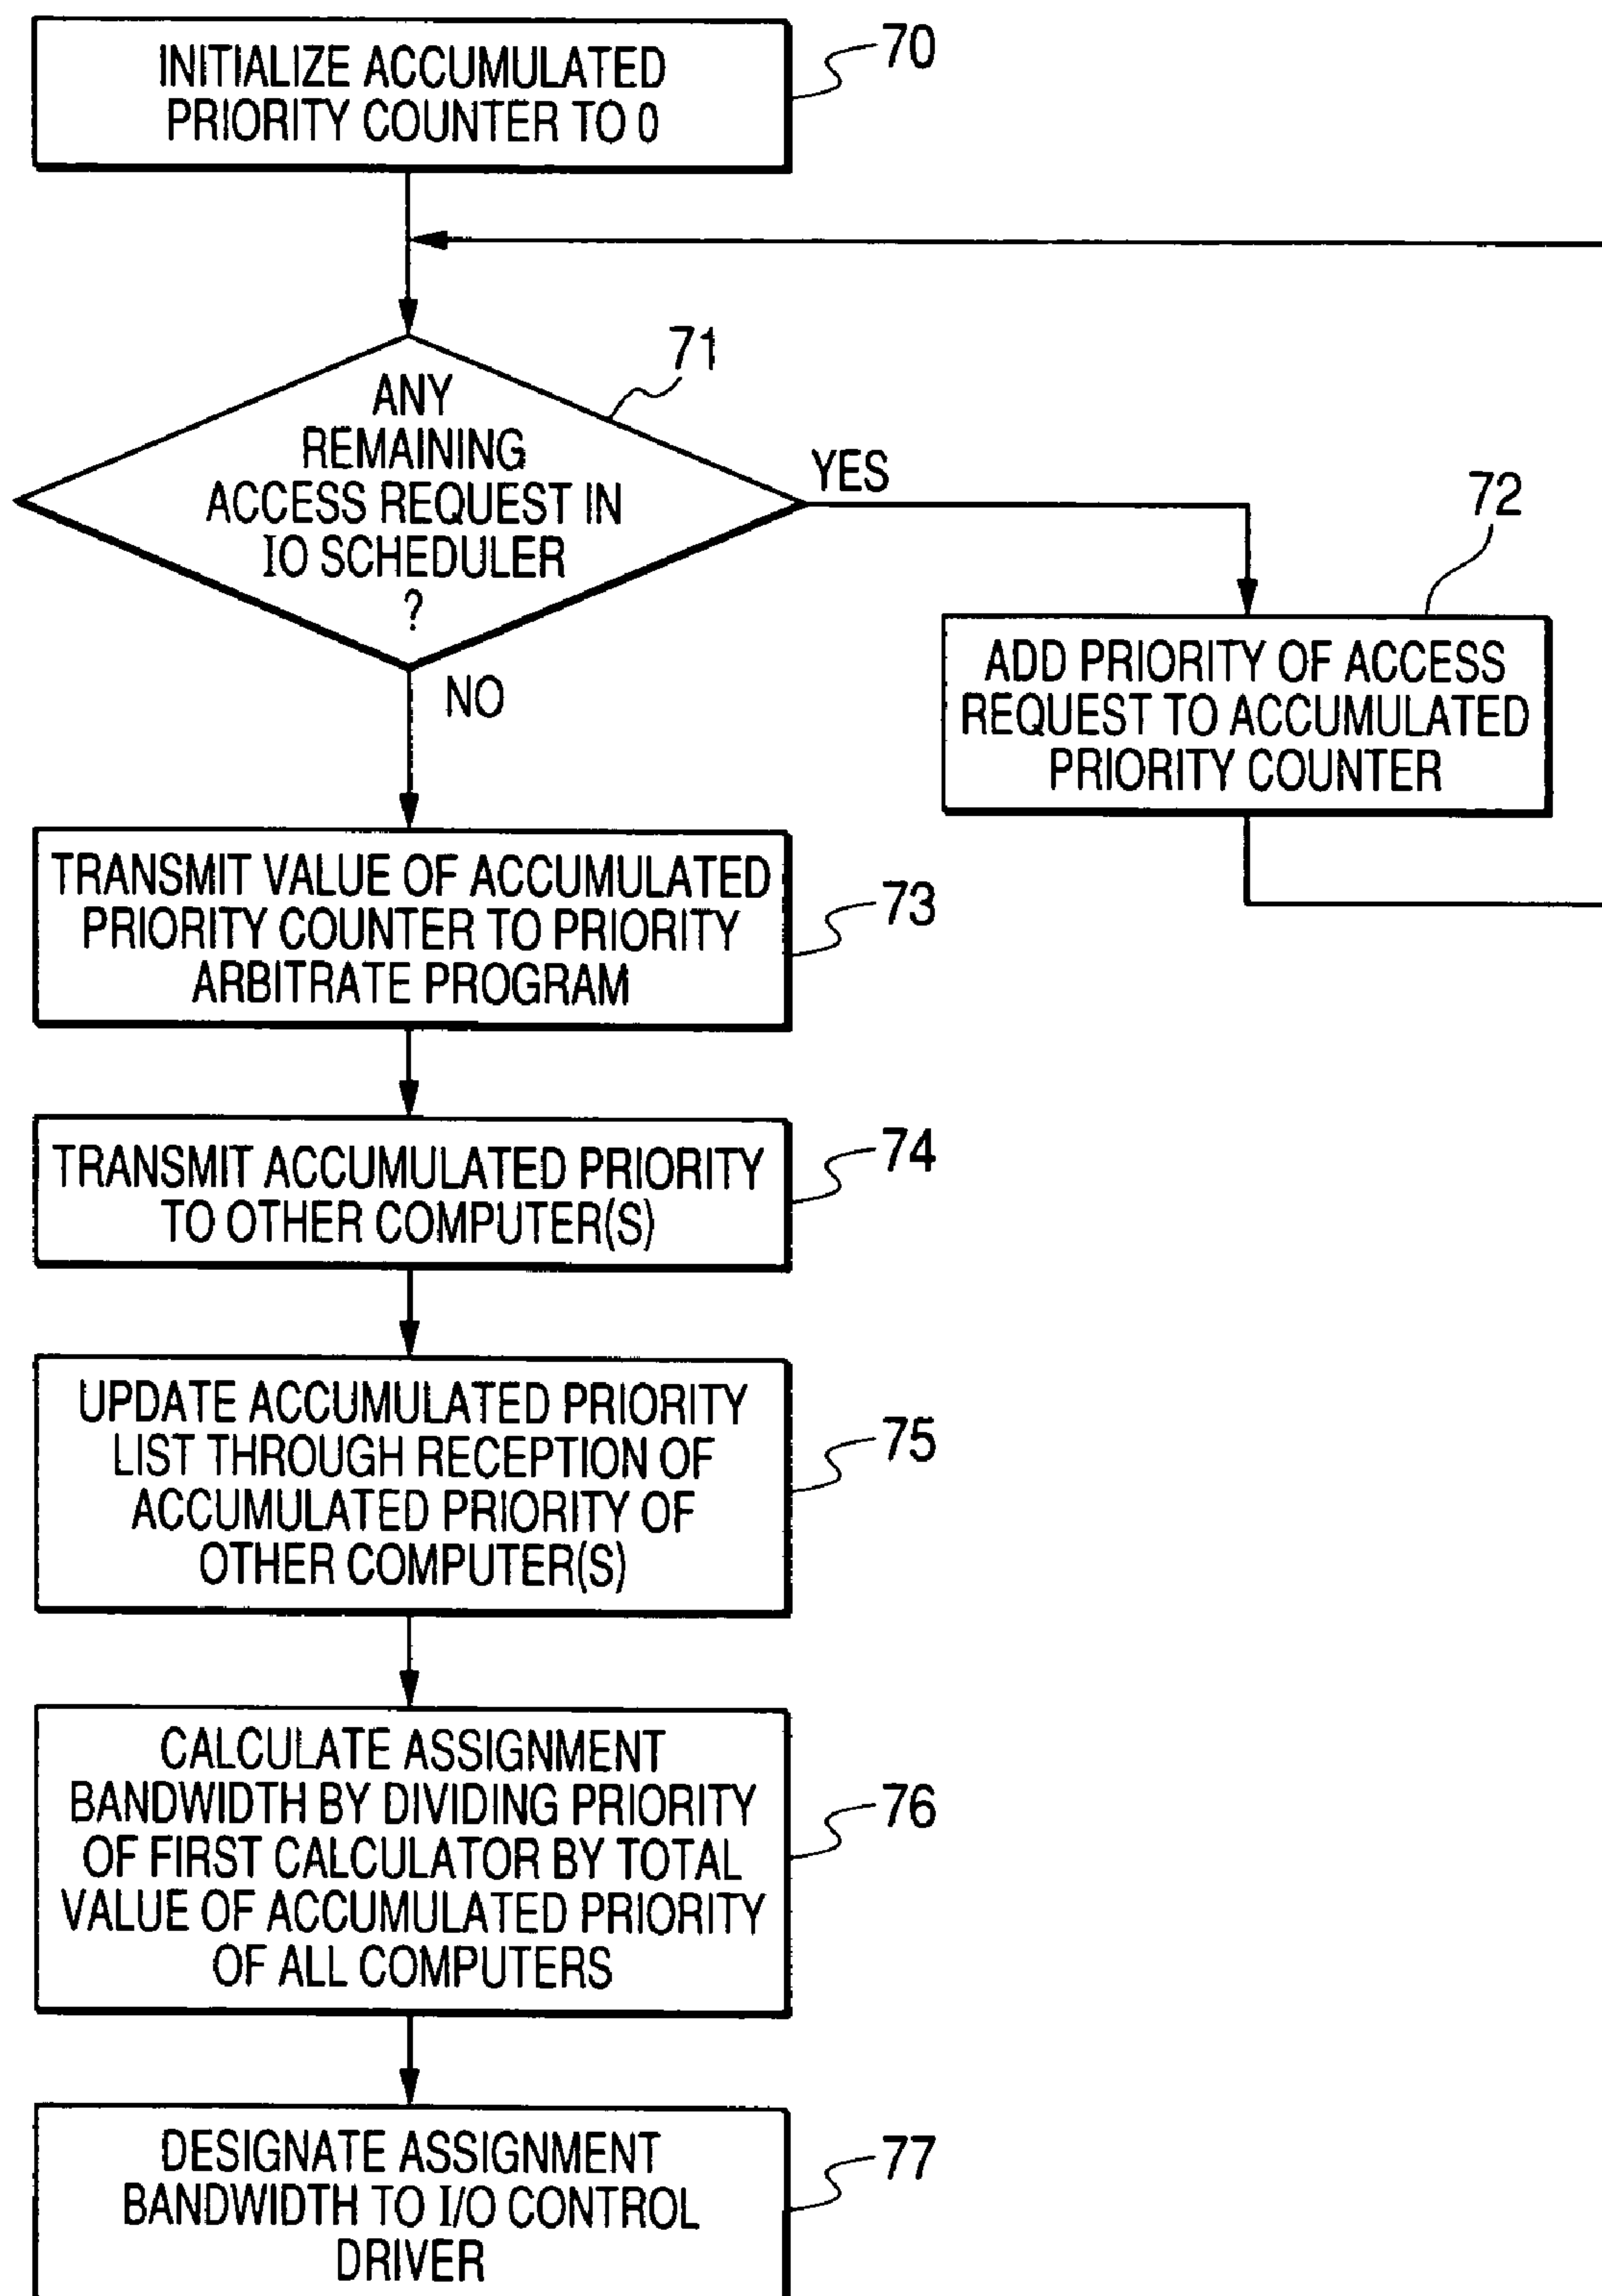 INITIALIZE ACCUMULATED
PRIORITY COUNTER TO 0
70
71
ANY
REMAINING
ACCESS REQUEST IN
IO SCHEDULER
?
YES
NO
72
ADD PRIORITY OF ACCESS
REQUEST TO ACCUMULATED
PRIORITY COUNTER
TRANSMIT VALUE OF ACCUMULATED
PRIORITY COUNTER TO PRIORITY
ARBITRATE PROGRAM
73
TRANSMIT ACCUMULATED PRIORITY
TO OTHER COMPUTER(S)
74
UPDATE ACCUMULATED PRIORITY
LIST THROUGH RECEPTION OF
ACCUMULATED PRIORITY OF
OTHER COMPUTER(S)
75
CALCULATE ASSIGNMENT
BANDWIDTH BY DIVIDING PRIORITY
OF FIRST CALCULATOR BY TOTAL
VALUE OF ACCUMULATED PRIORITY
OF ALL COMPUTERS
76
DESIGNATE ASSIGNMENT
BANDWIDTH TO I/O CONTROL
DRIVER
77